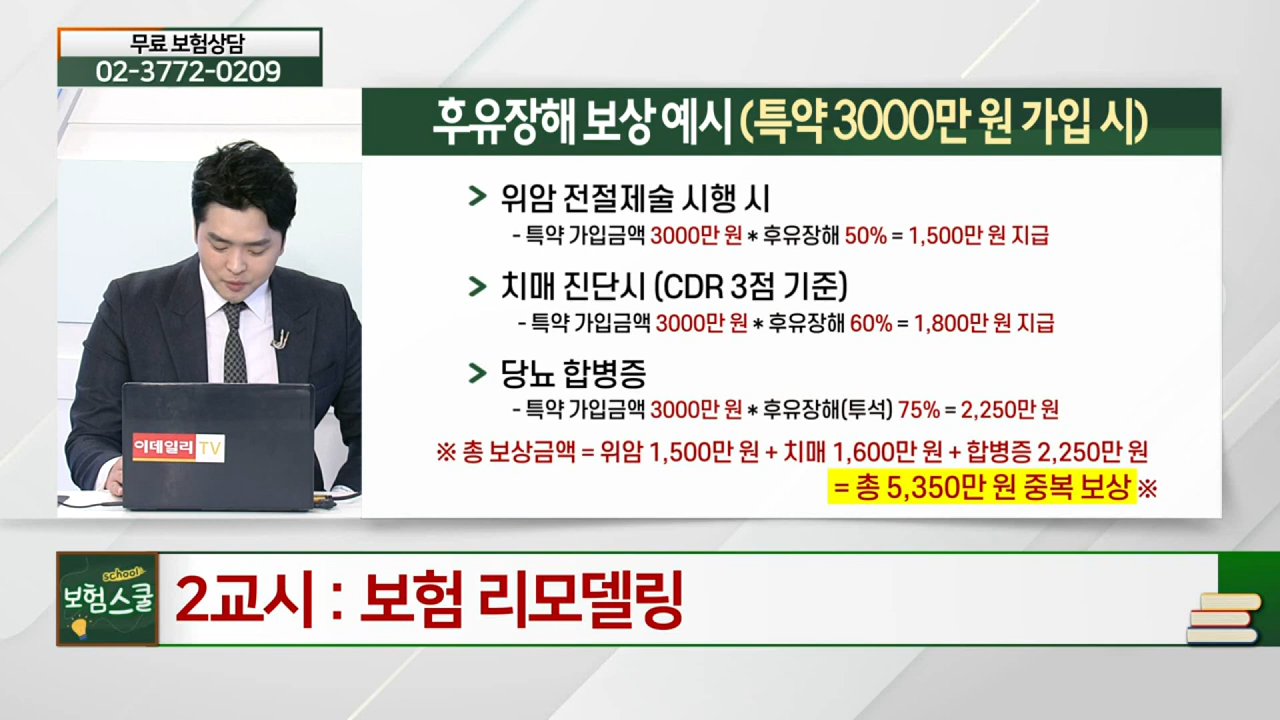 무료 보험상담
02-3772-0209
후유장해 보상 예시 (특약 3000만 원 가입 시)
> 위암 전절제술 시행 시
- 특약 가입금액 3000만 원 * 후유장해 50% = 1,500만 원 지급
> 치매 진단시 (CDR 3점 기준)
- 특약 가입금액 3000만 원 * 후유장해 60% = 1,800만 원 지급
> 당뇨 합병증
- 특약 가입금액 3000만 원 * 후유장해(투석) 75% = 2,250만 원
※ 총 보상금액 = 위암 1,500만 원 + 치매 1,600만 원 + 합병증 2,250만 원
= 총 5,350만 원 중복 보상 ※
이데일리 TV
school
보험스쿨
2교시 : 보험 리모델링